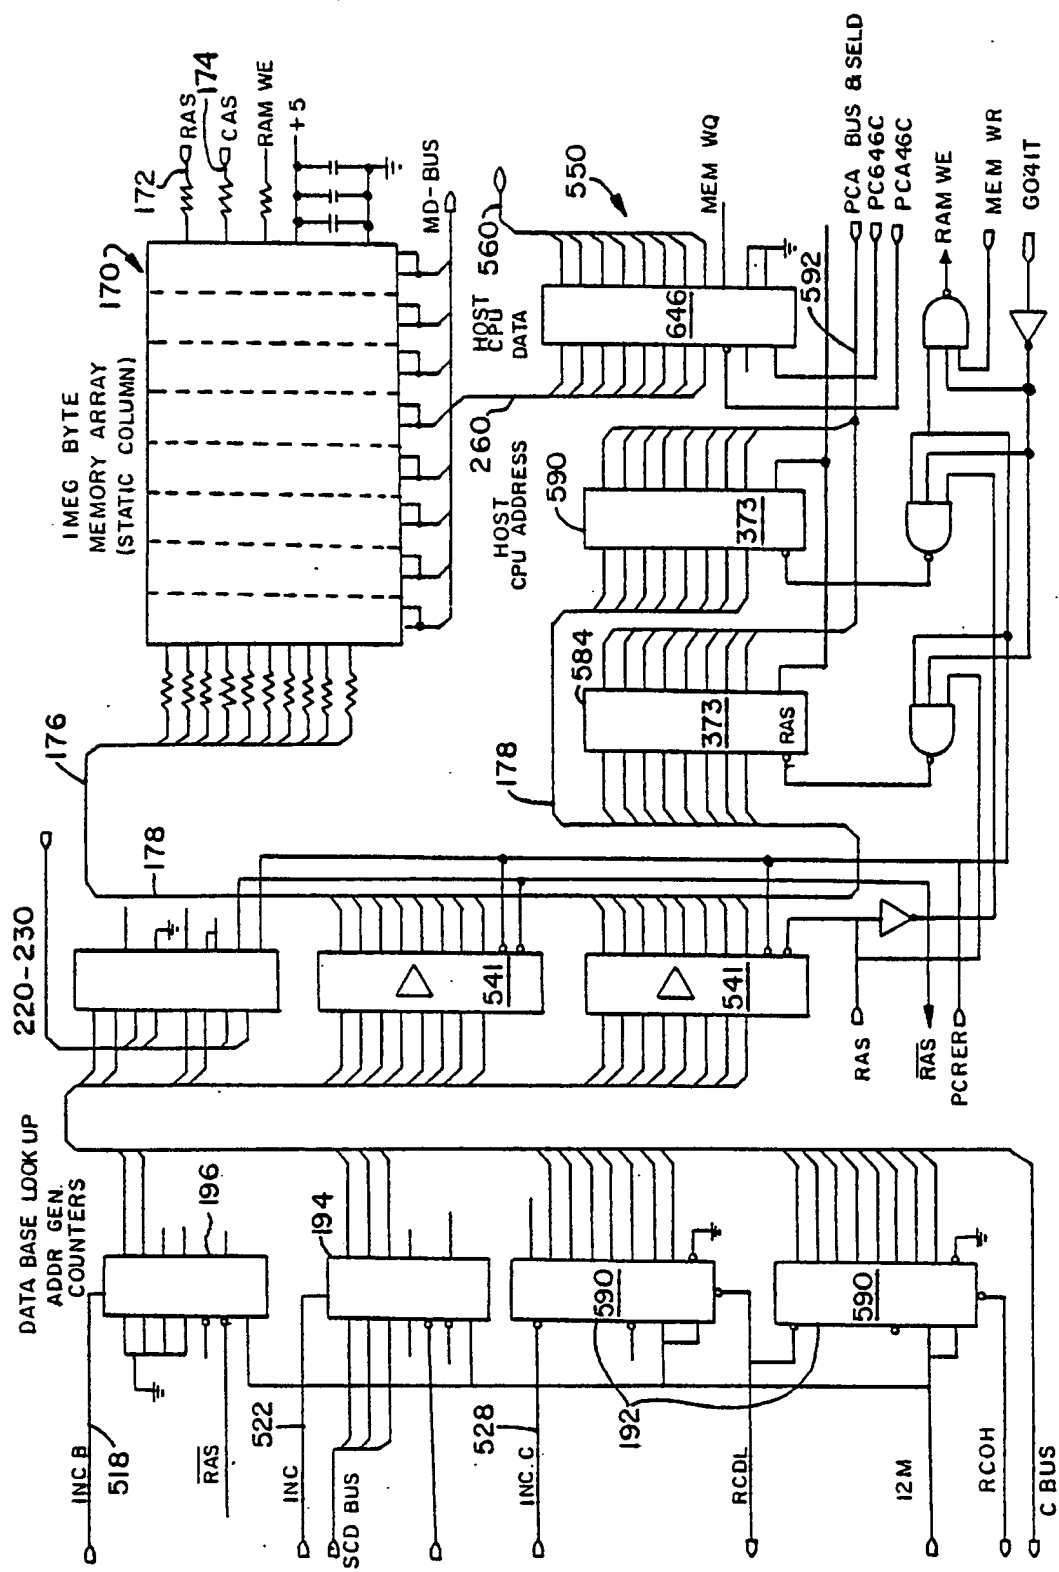 DATA BASE LOOK UP
ADDR GEN.
COUNTERS
INC B
518
RAS
522
INC
SCD BUS
528
INC. C
192
RCDL
12M
RCOH
C BUS
196
194
590
590
220-230
178
176
541
541
RAS
RAS
PCRER
1MEG BYTE
MEMORY ARRAY
(STATIC COLUMN)
170
172
RAS
174
CAS
RAM WE
+5
MD-BUS
HOST
CPU
DATA
560
550
646
260
MEM WQ
HOST
CPU ADDRESS
590
373
592
584
373
RAS
178
PCA BUS & SELD
PC646C
PCA46C
RAM WE
MEM WR
GO41T